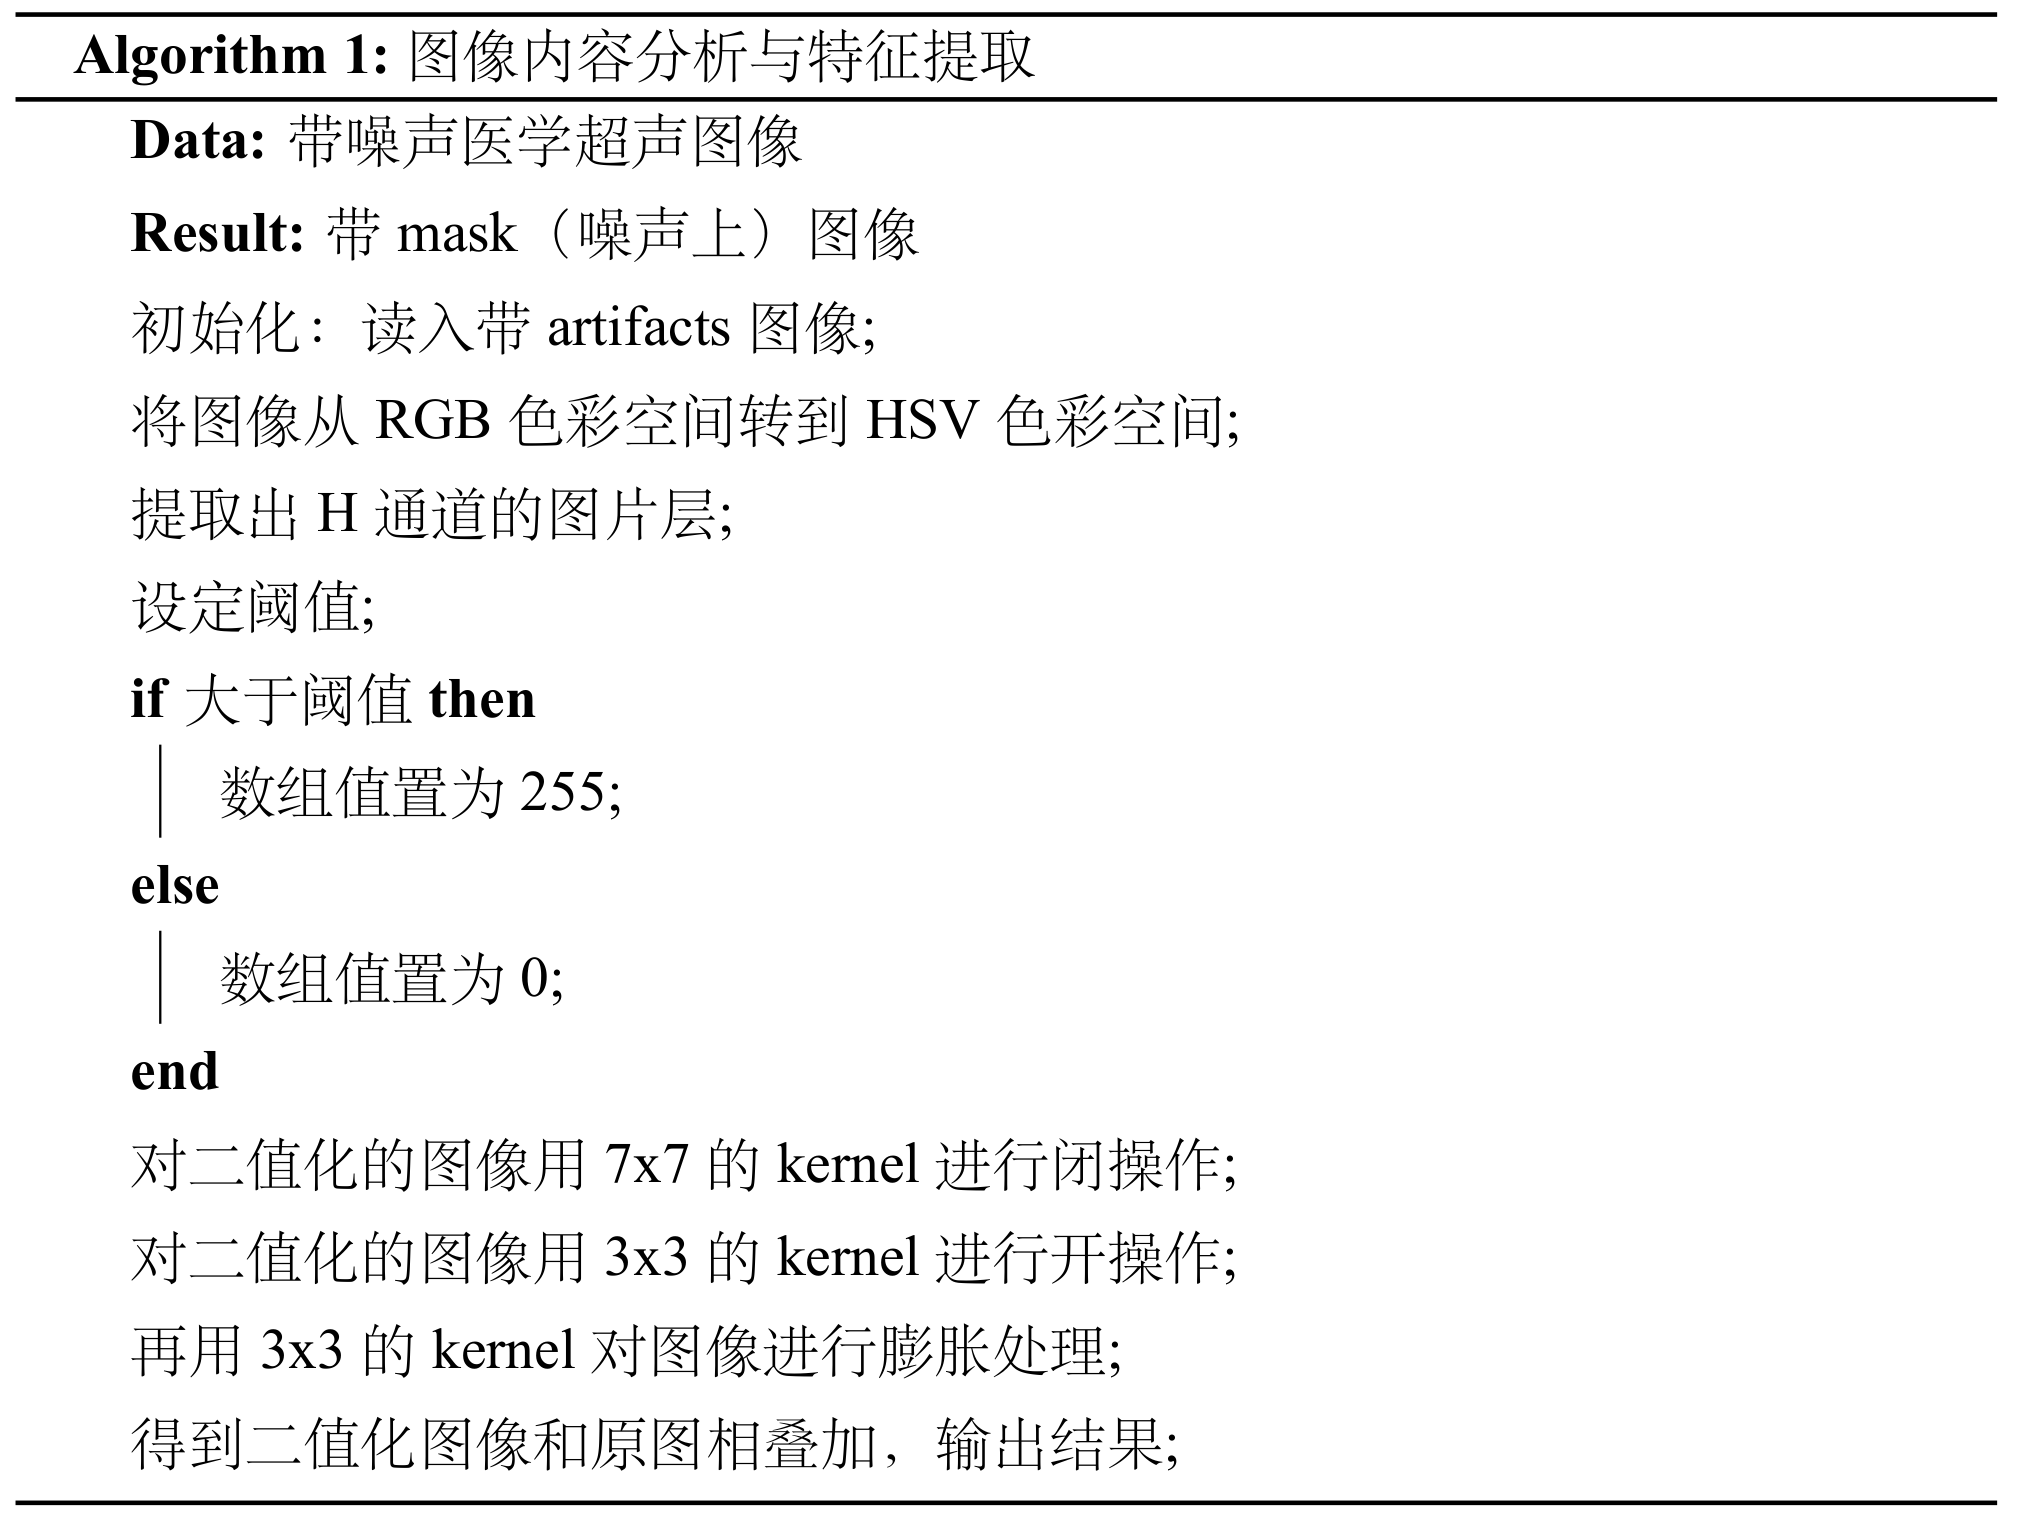 Algorithm 1: 图像内容分析与特征提取
Data: 带噪声医学超声图像
Result: 带 mask（噪声上）图像
初始化：读入带 artifacts 图像;
将图像从 RGB 色彩空间转到 HSV 色彩空间;
提取出 H 通道的图片层;
设定阈值;
if 大于阈值 then
数组值置为 255;
else
数组值置为 0;
end
对二值化的图像用 7x7 的 kernel 进行闭操作;
对二值化的图像用 3x3 的 kernel 进行开操作;
再用 3x3 的 kernel 对图像进行膨胀处理;
得到二值化图像和原图相叠加，输出结果;